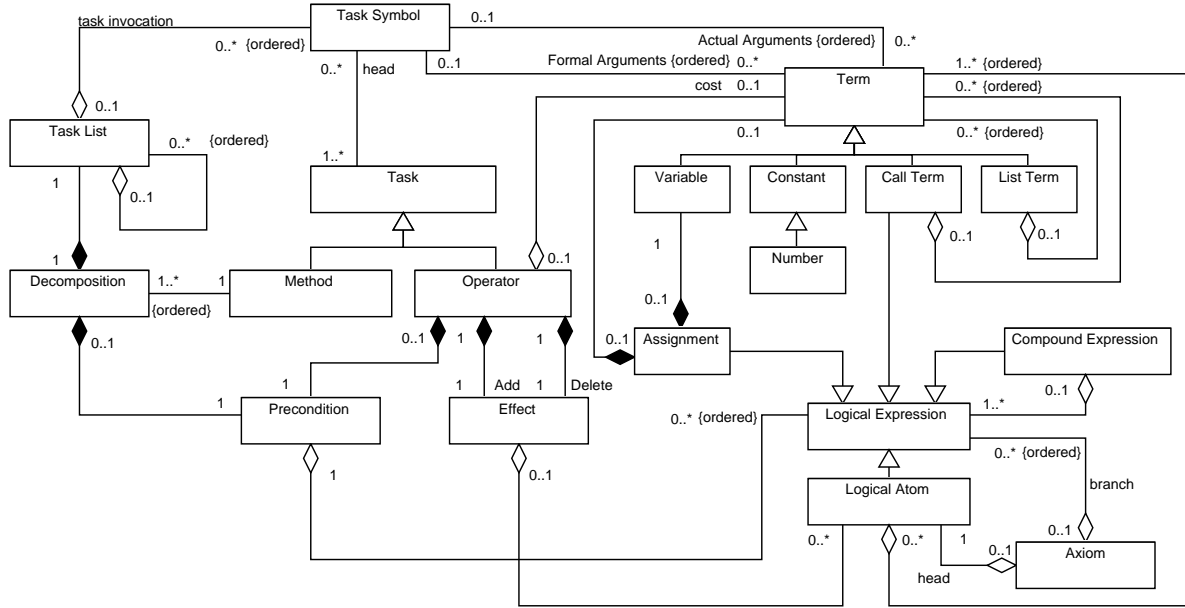 Task Symbol
task invocation
0..1
0..* {ordered}
Actual Arguments {ordered}
0..*
Formal Arguments {ordered}
0..*
0..1
0..*
head
1..* {ordered}
Term
cost
0..1
0..* {ordered}
0..1
Task List
0..*
{ordered}
0..1
0..* {ordered}
1..*
Task
Variable
Constant
Call Term
List Term
1
0..1
1
0..1
0..1
Number
1
0..1
Decomposition
1..*
{ordered}
1
Method
Operator
0..1
0..1
0..1
0..1
1
1
Assignment
Compound Expression
1
1
Add
1
Delete
0..1
1
Precondition
Effect
0..* {ordered}
Logical Expression
1..*
1
0..1
0..* {ordered}
Logical Atom
branch
0..*
0..*
1
0..1
0..1
Axiom
head